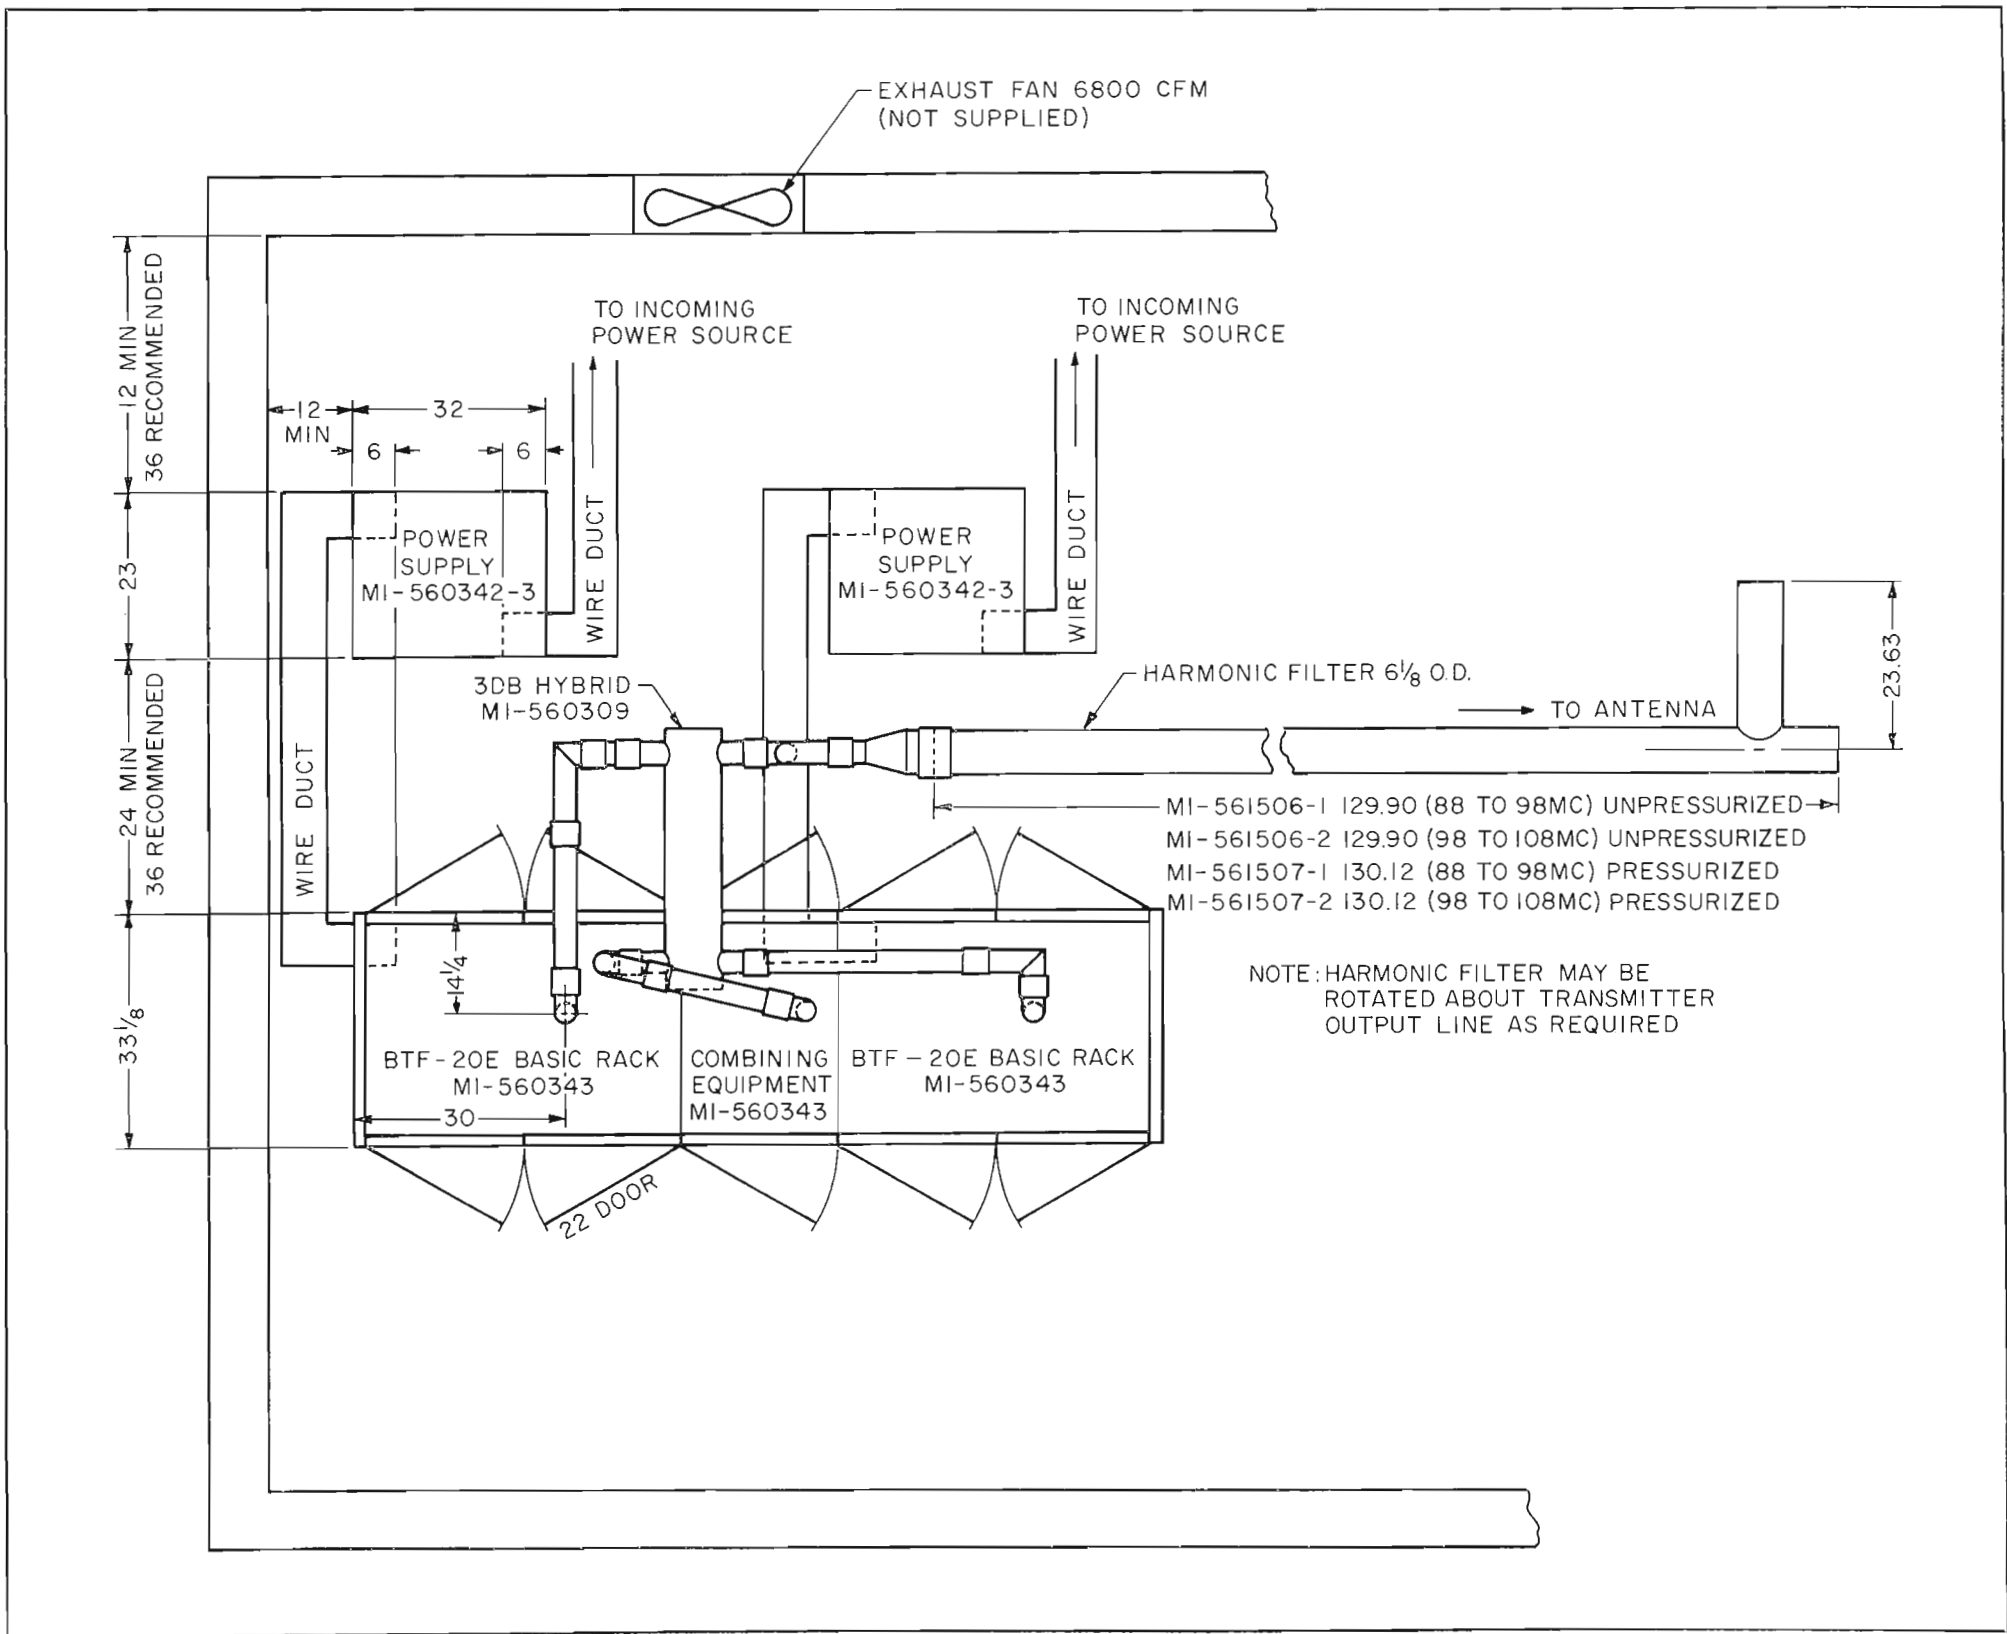 EXHAUST FAN 6800 CFM
(NOT SUPPLIED)
TO INCOMING
POWER SOURCE
TO INCOMING
POWER SOURCE
12 MIN
36 RECOMMENDED
12
MIN
32
6
6
23
POWER
SUPPLY
MI-560342-3
WIRE DUCT
POWER
SUPPLY
MI-560342-3
WIRE DUCT
23.63
3DB HYBRID
MI-560309
HARMONIC FILTER 6⅛ O.D.
TO ANTENNA
24 MIN
36 RECOMMENDED
WIRE DUCT
MI-561506-1 129.90 (88 TO 98MC) UNPRESSURIZED
MI-561506-2 129.90 (98 TO 108MC) UNPRESSURIZED
MI-561507-1 130.12 (88 TO 98MC) PRESSURIZED
MI-561507-2 130.12 (98 TO 108MC) PRESSURIZED
14¼
33⅛
NOTE: HARMONIC FILTER MAY BE
ROTATED ABOUT TRANSMITTER
OUTPUT LINE AS REQUIRED
BTF-20E BASIC RACK
MI-560343
COMBINING
EQUIPMENT
MI-560343
BTF-20E BASIC RACK
MI-560343
30
22 DOOR